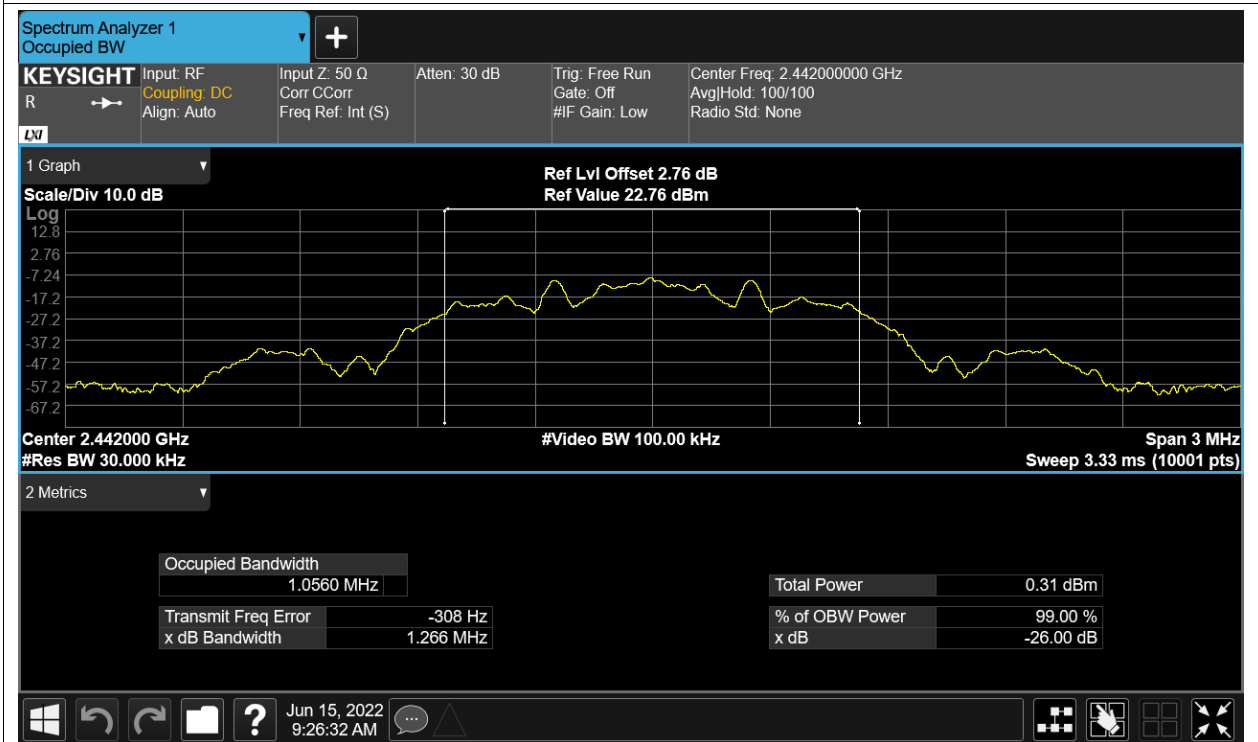 Spectrum Analyzer 1
Occupied BW
KEYSIGHT
R
LXI
Input: RF
Coupling: DC
Align: Auto
Input Z: 50 Ω
Corr CCorr
Freq Ref: Int (S)
Atten: 30 dB
Trig: Free Run
Gate: Off
#IF Gain: Low
Center Freq: 2.442000000 GHz
Avg|Hold: 100/100
Radio Std: None
1 Graph
Scale/Div 10.0 dB
Ref Lvl Offset 2.76 dB
Ref Value 22.76 dBm
Log
12.8
2.76
-7.24
-17.2
-27.2
-37.2
-47.2
-57.2
-67.2
Center 2.442000 GHz
#Res BW 30.000 kHz
#Video BW 100.00 kHz
Span 3 MHz
Sweep 3.33 ms (10001 pts)
2 Metrics
Occupied Bandwidth
1.0560 MHz
Transmit Freq Error -308 Hz
x dB Bandwidth 1.266 MHz
Total Power 0.31 dBm
% of OBW Power 99.00 %
x dB -26.00 dB
?
Jun 15, 2022
9:26:32 AM